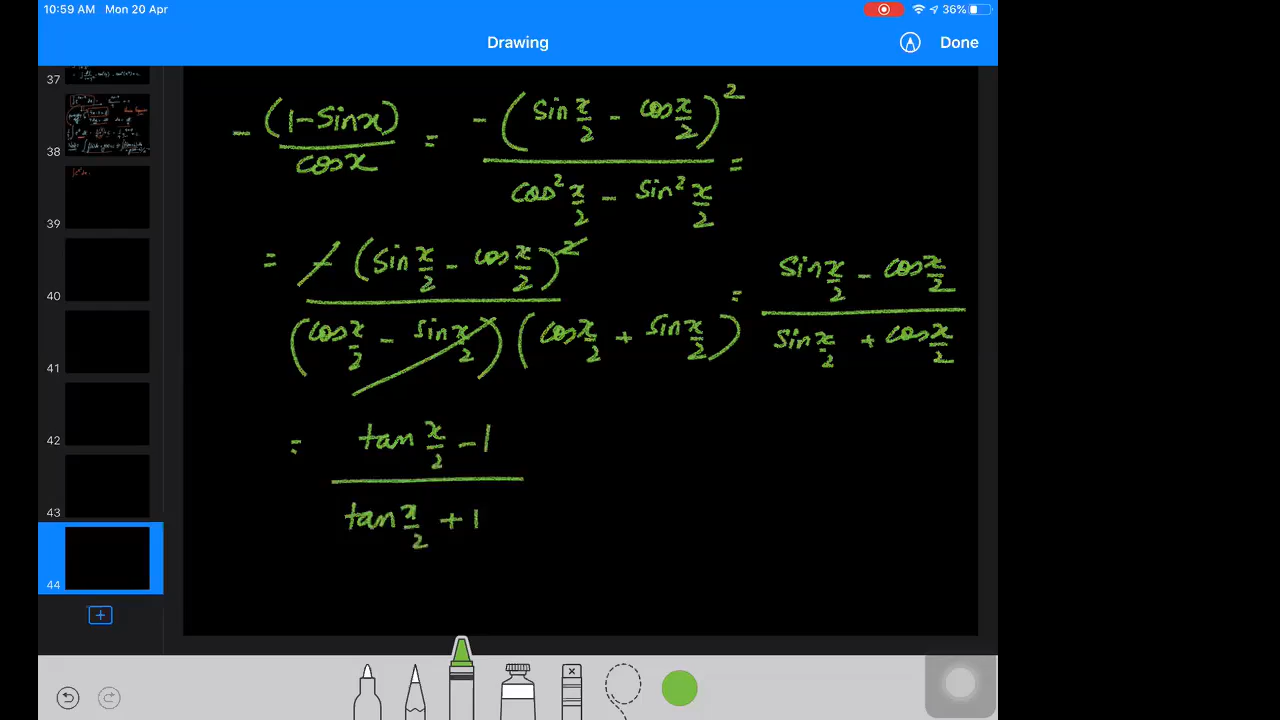 10:59 AM Mon 20 Apr 36%
Drawing Done
37
38
39
40
41
42
43
44
- (1 - Sinx) / cosx = - (Sin x/2 - cos x/2)² / cos² x/2 - Sin² x/2 =
= - (Sin x/2 - cos x/2)² / (cos x/2 - Sin x/2) (cos x/2 + Sin x/2) = Sin x/2 - cos x/2 / Sin x/2 + cos x/2
= tan x/2 - 1 / tan x/2 + 1